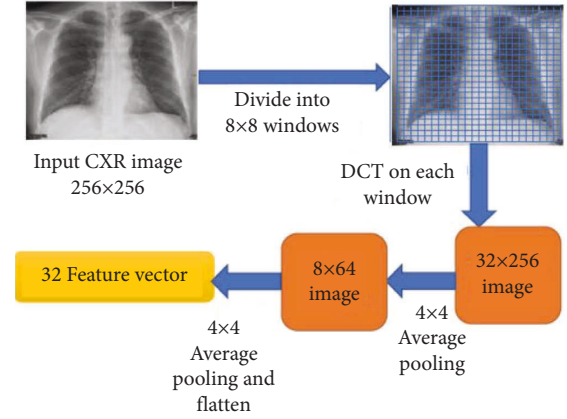 Input CXR image
256×256
Divide into
8×8 windows
DCT on each
window
32×256
image
4×4
Average
pooling
8×64
image
4×4
Average
pooling and
flatten
32 Feature vector